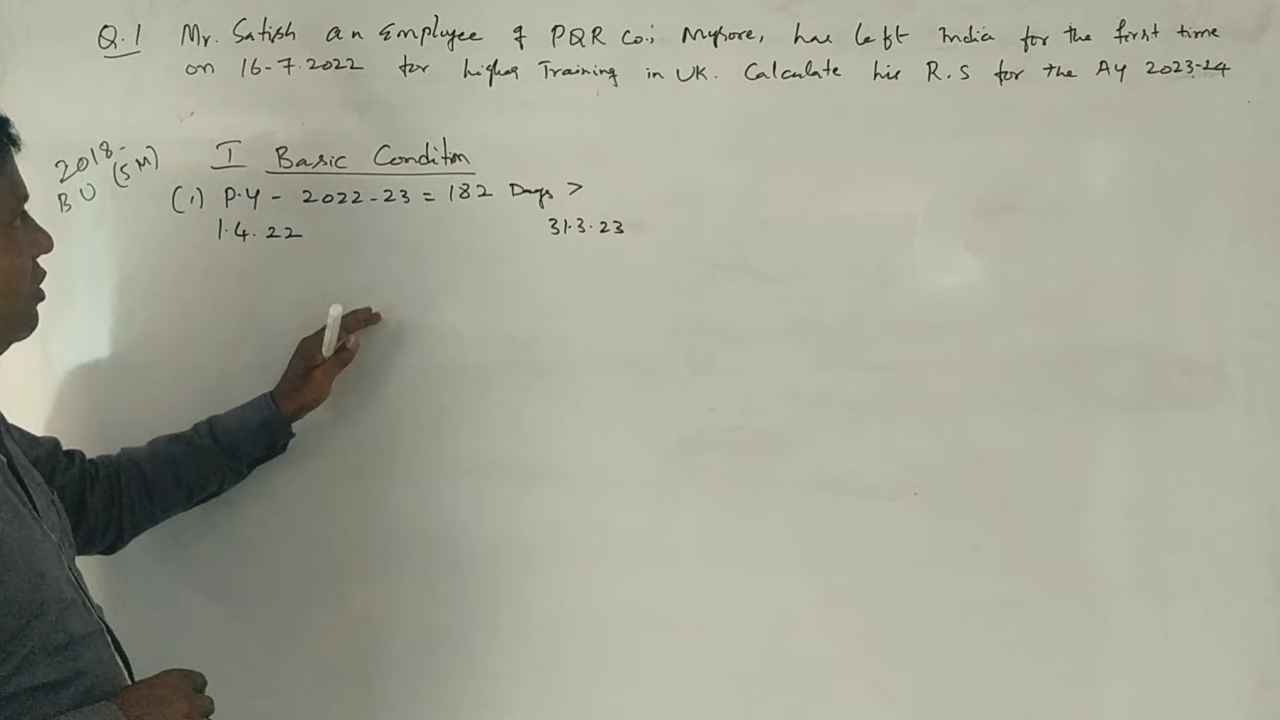 Q.1 Mr. Satish an Employee of PQR Co.; Mysore, has left India for the first time
on 16-7.2022 for higher Training in UK. Calculate his R.S for the AY 2023-24
2018-
BU (5M)
I Basic Condition
(1) P.Y - 2022-23 = 182 Days >
1.4.22 31.3.23